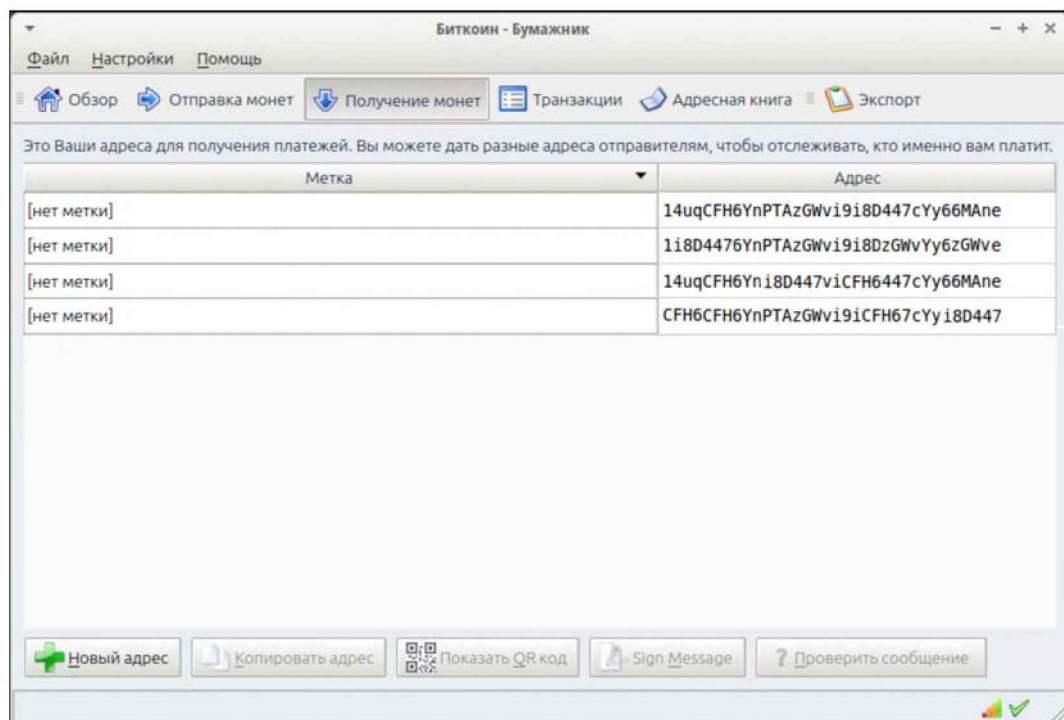 Биткоин - Бумажник
Файл Настройки Помощь
Обзор Отправка монет Получение монет Транзакции Адресная книга Экспорт
Это Ваши адреса для получения платежей. Вы можете дать разные адреса отправителям, чтобы отслеживать, кто именно вам платит.
Метка Адрес
[нет метки] 14uqCFH6YnPTAzGWvi9i8D447cYy66MAne
[нет метки] 1i8D4476YnPTAzGWvi9i8DzGWvYy6zGWve
[нет метки] 14uqCFH6Yni8D447viCFH6447cYy66MAne
[нет метки] CFH6CFH6YnPTAzGWvi9iCFH67cYyi8D447
Новый адрес Копировать адрес Показать QR код Sign Message ? Проверить сообщение